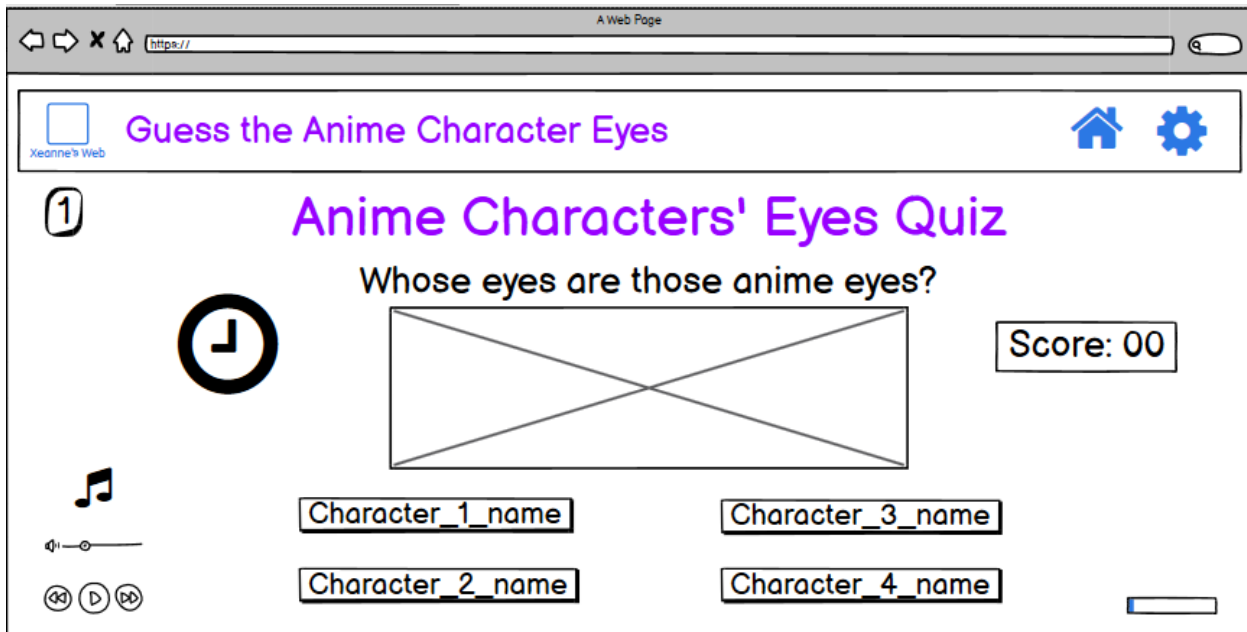 A Web Page
https://
Guess the Anime Character Eyes
Xeanne's Web
1
Anime Characters' Eyes Quiz
Whose eyes are those anime eyes?
Score: 00
Character_1_name
Character_3_name
Character_2_name
Character_4_name